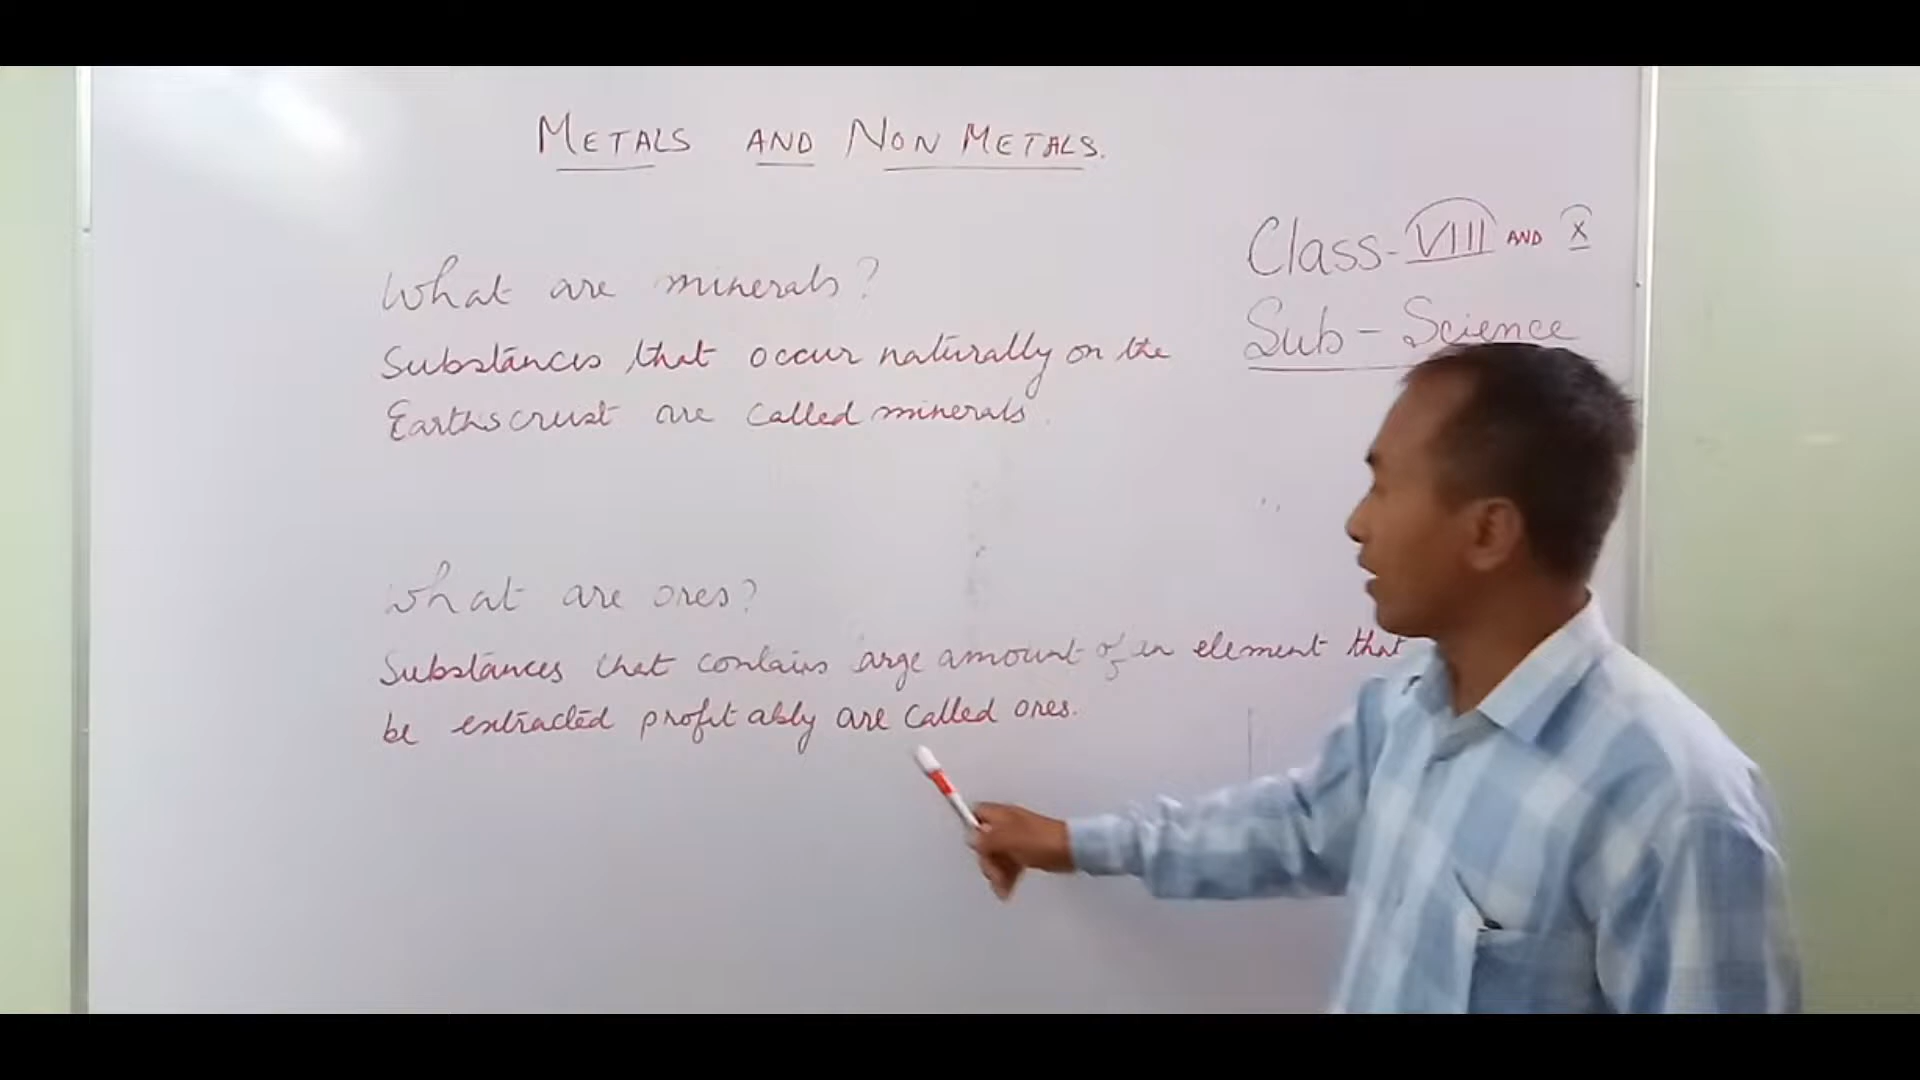 METALS AND NON METALS.
Class - VIII AND X
Sub - Science
What are minerals?
Substances that occur naturally on the
Earths crust are called minerals.
What are ores?
Substances that contains arge amount of an element that
be extracted profitably are called ores.